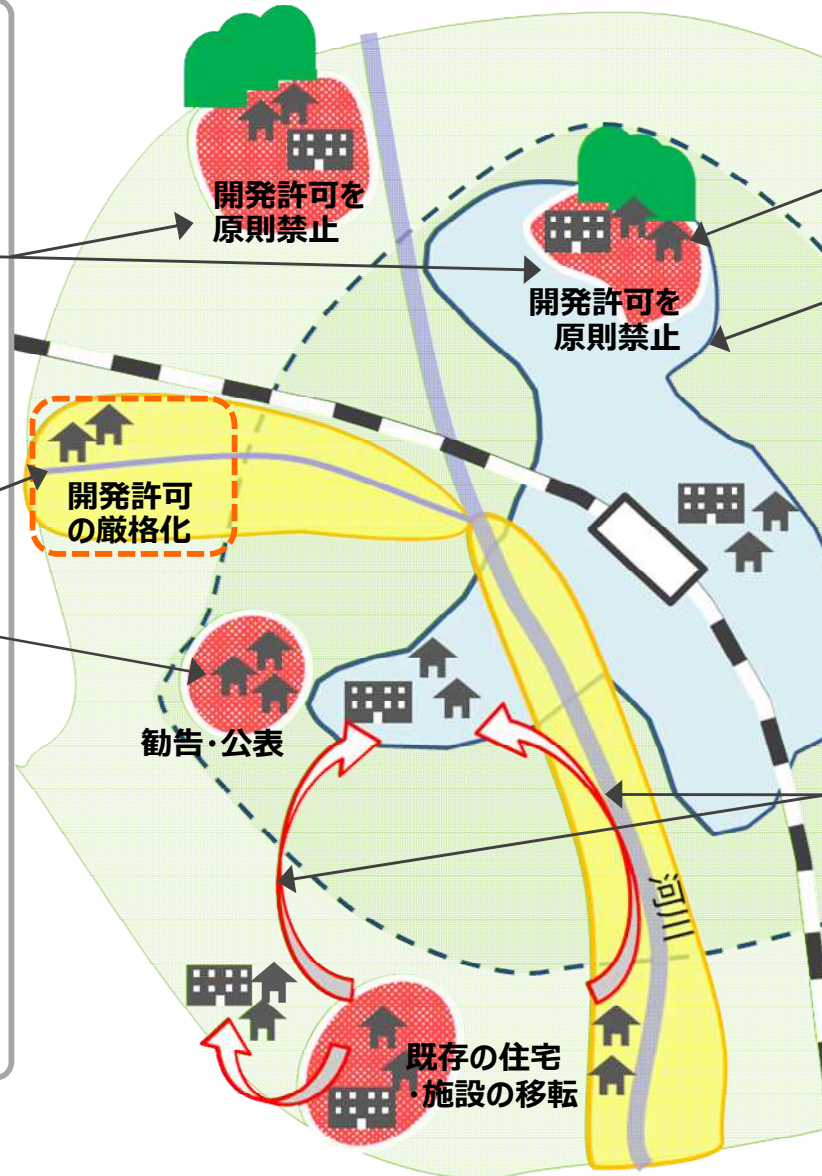 開発許可を
原則禁止
開発許可を
原則禁止
開発許可
の厳格化
勧告・公表
河川
既存の住宅
・施設の移転